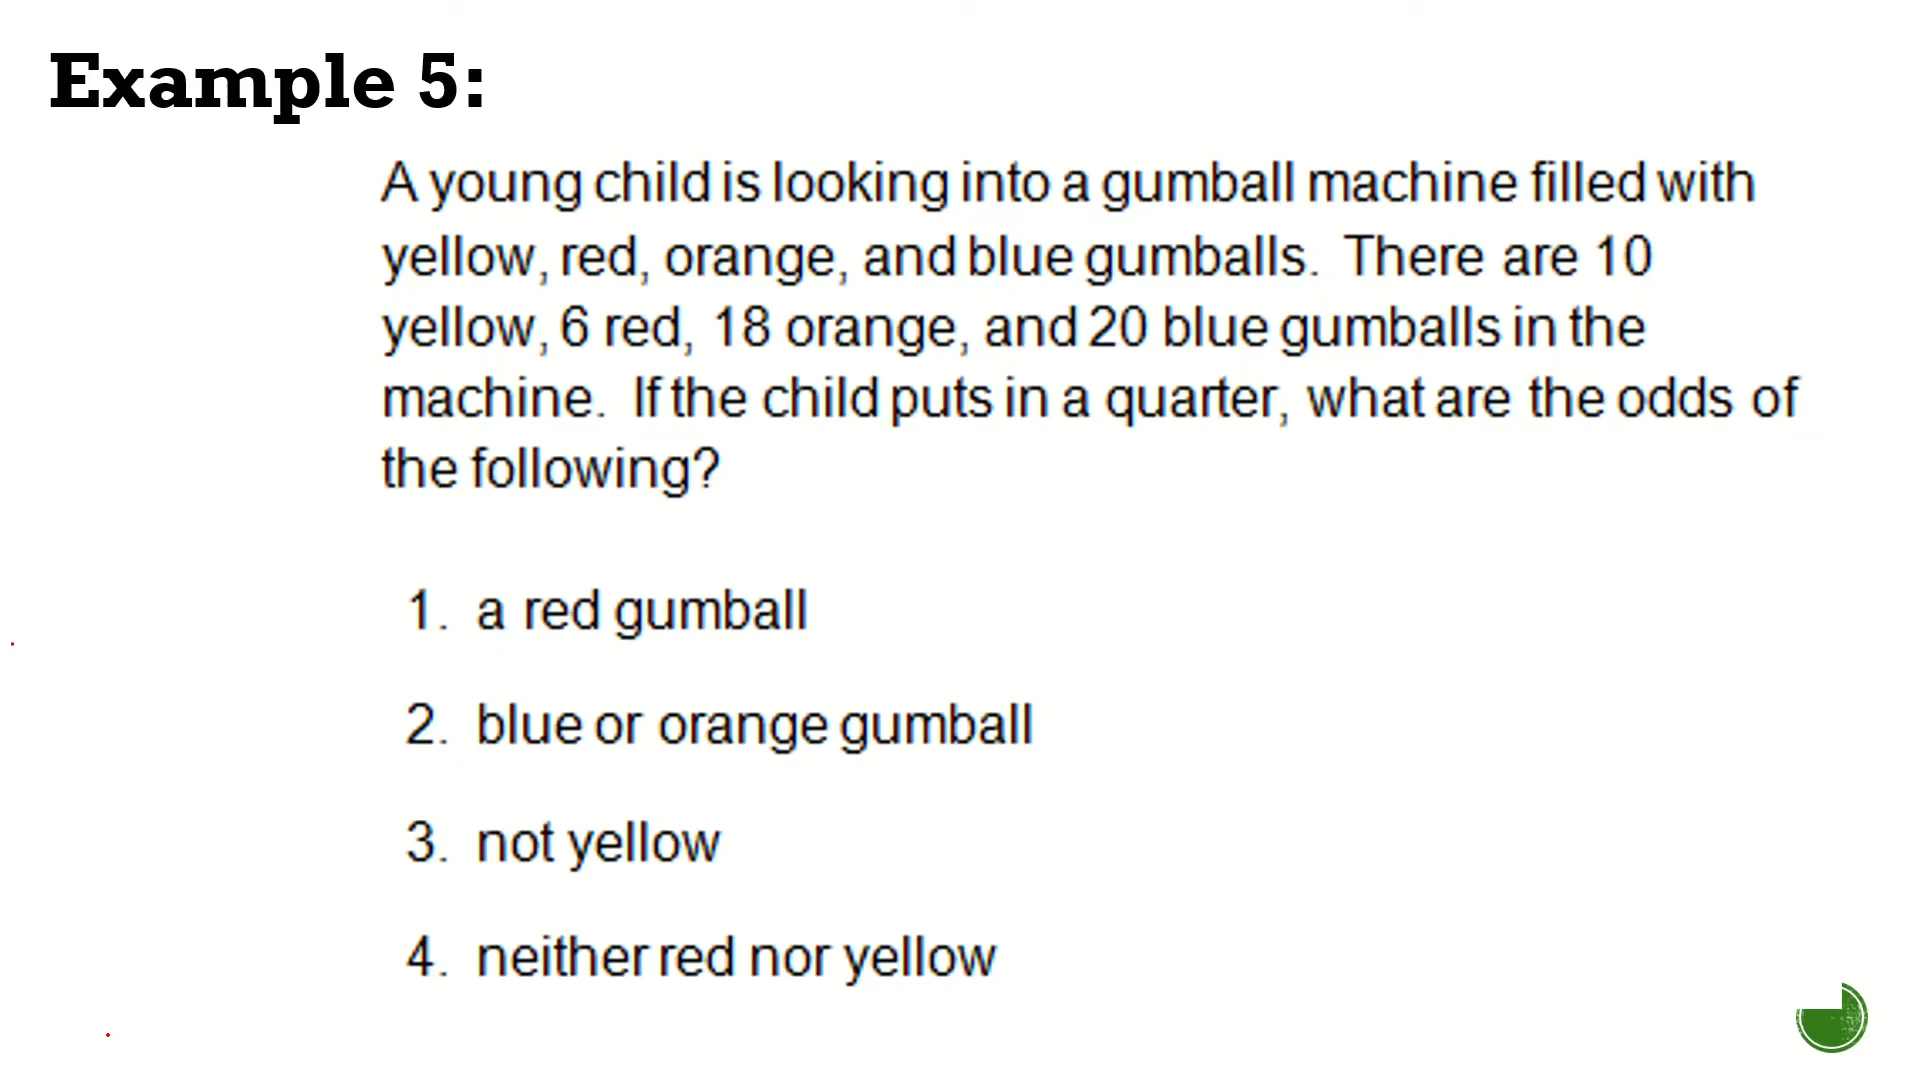 Example 5:
A young child is looking into a gumball machine filled with
yellow, red, orange, and blue gumballs. There are 10
yellow, 6 red, 18 orange, and 20 blue gumballs in the
machine. If the child puts in a quarter, what are the odds of
the following?
1. a red gumball
2. blue or orange gumball
3. not yellow
4. neither red nor yellow